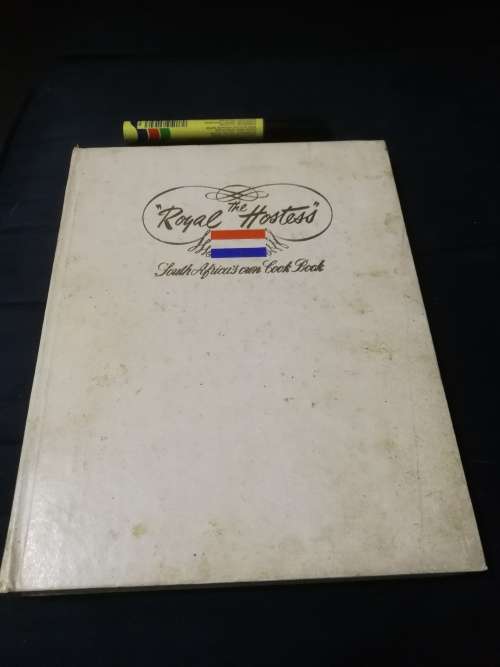 The
"Royal Hostess"
South Africa's own Cook Book